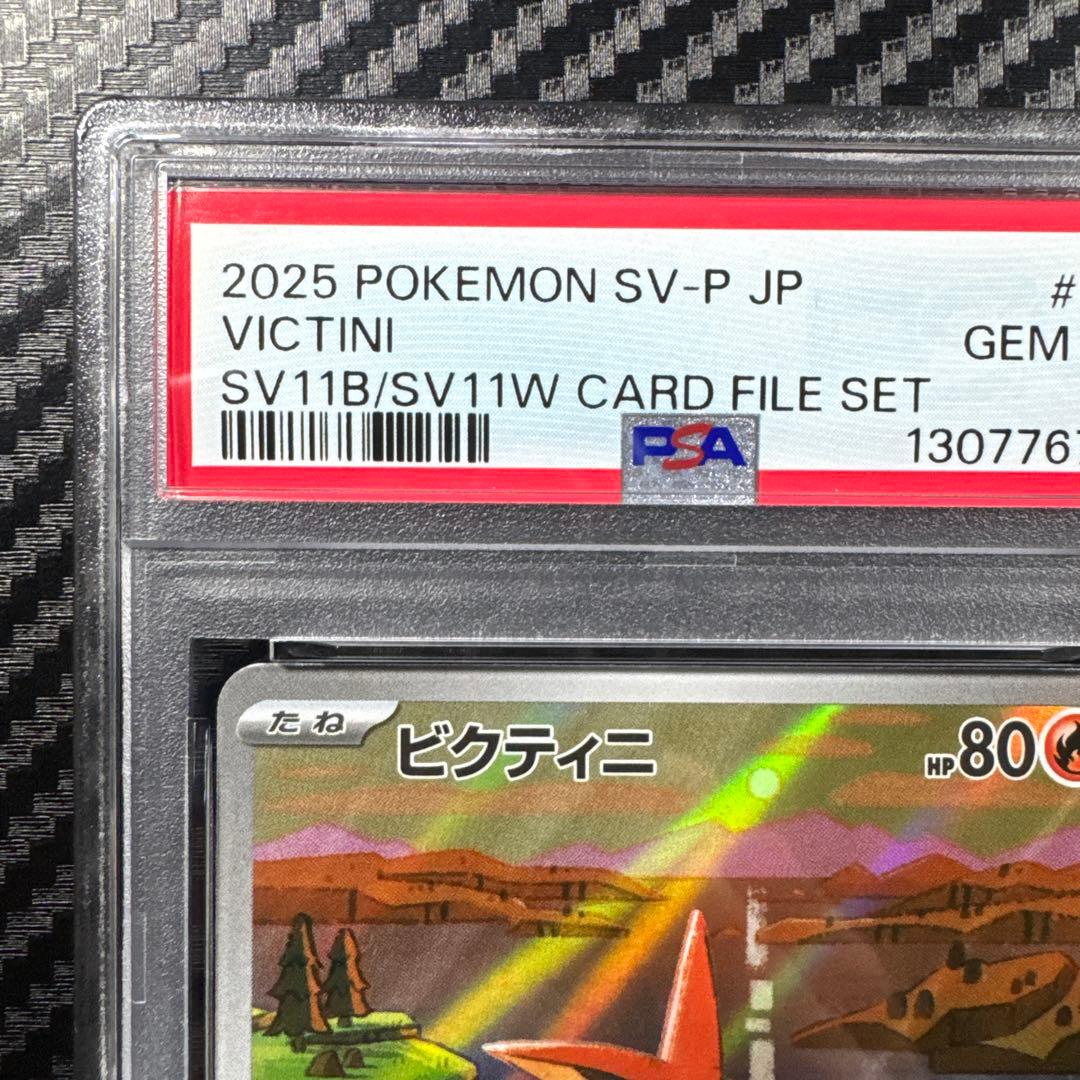 2025 POKEMON SV-P JP #
VICTINI GEM
SV11B/SV11W CARD FILE SET
PSA 1307767
たね ビクティニ HP80